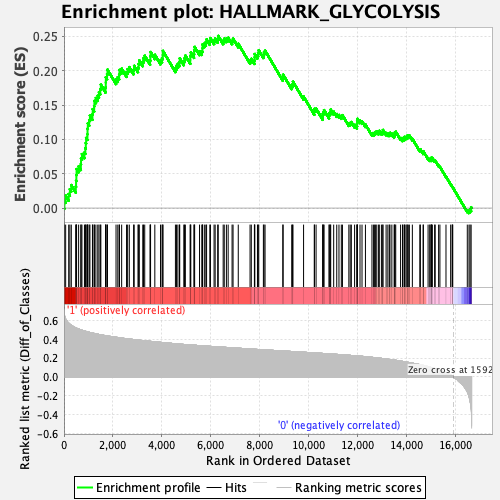 Enrichment plot: HALLMARK_GLYCOLYSIS
Enrichment score (ES)
0.25
0.20
0.15
0.10
0.05
0.00
'1' (positively correlated)
Ranked list metric (Diff_of_Classes)
0.6
0.4
0.2
0.0
-0.2
-0.4
-0.6
Zero cross at 1592
'0' (negatively correlated)
0
2,000
4,000
6,000
8,000
10,000
12,000
14,000
16,000
Rank in Ordered Dataset
Enrichment profile
Hits
Ranking metric scores